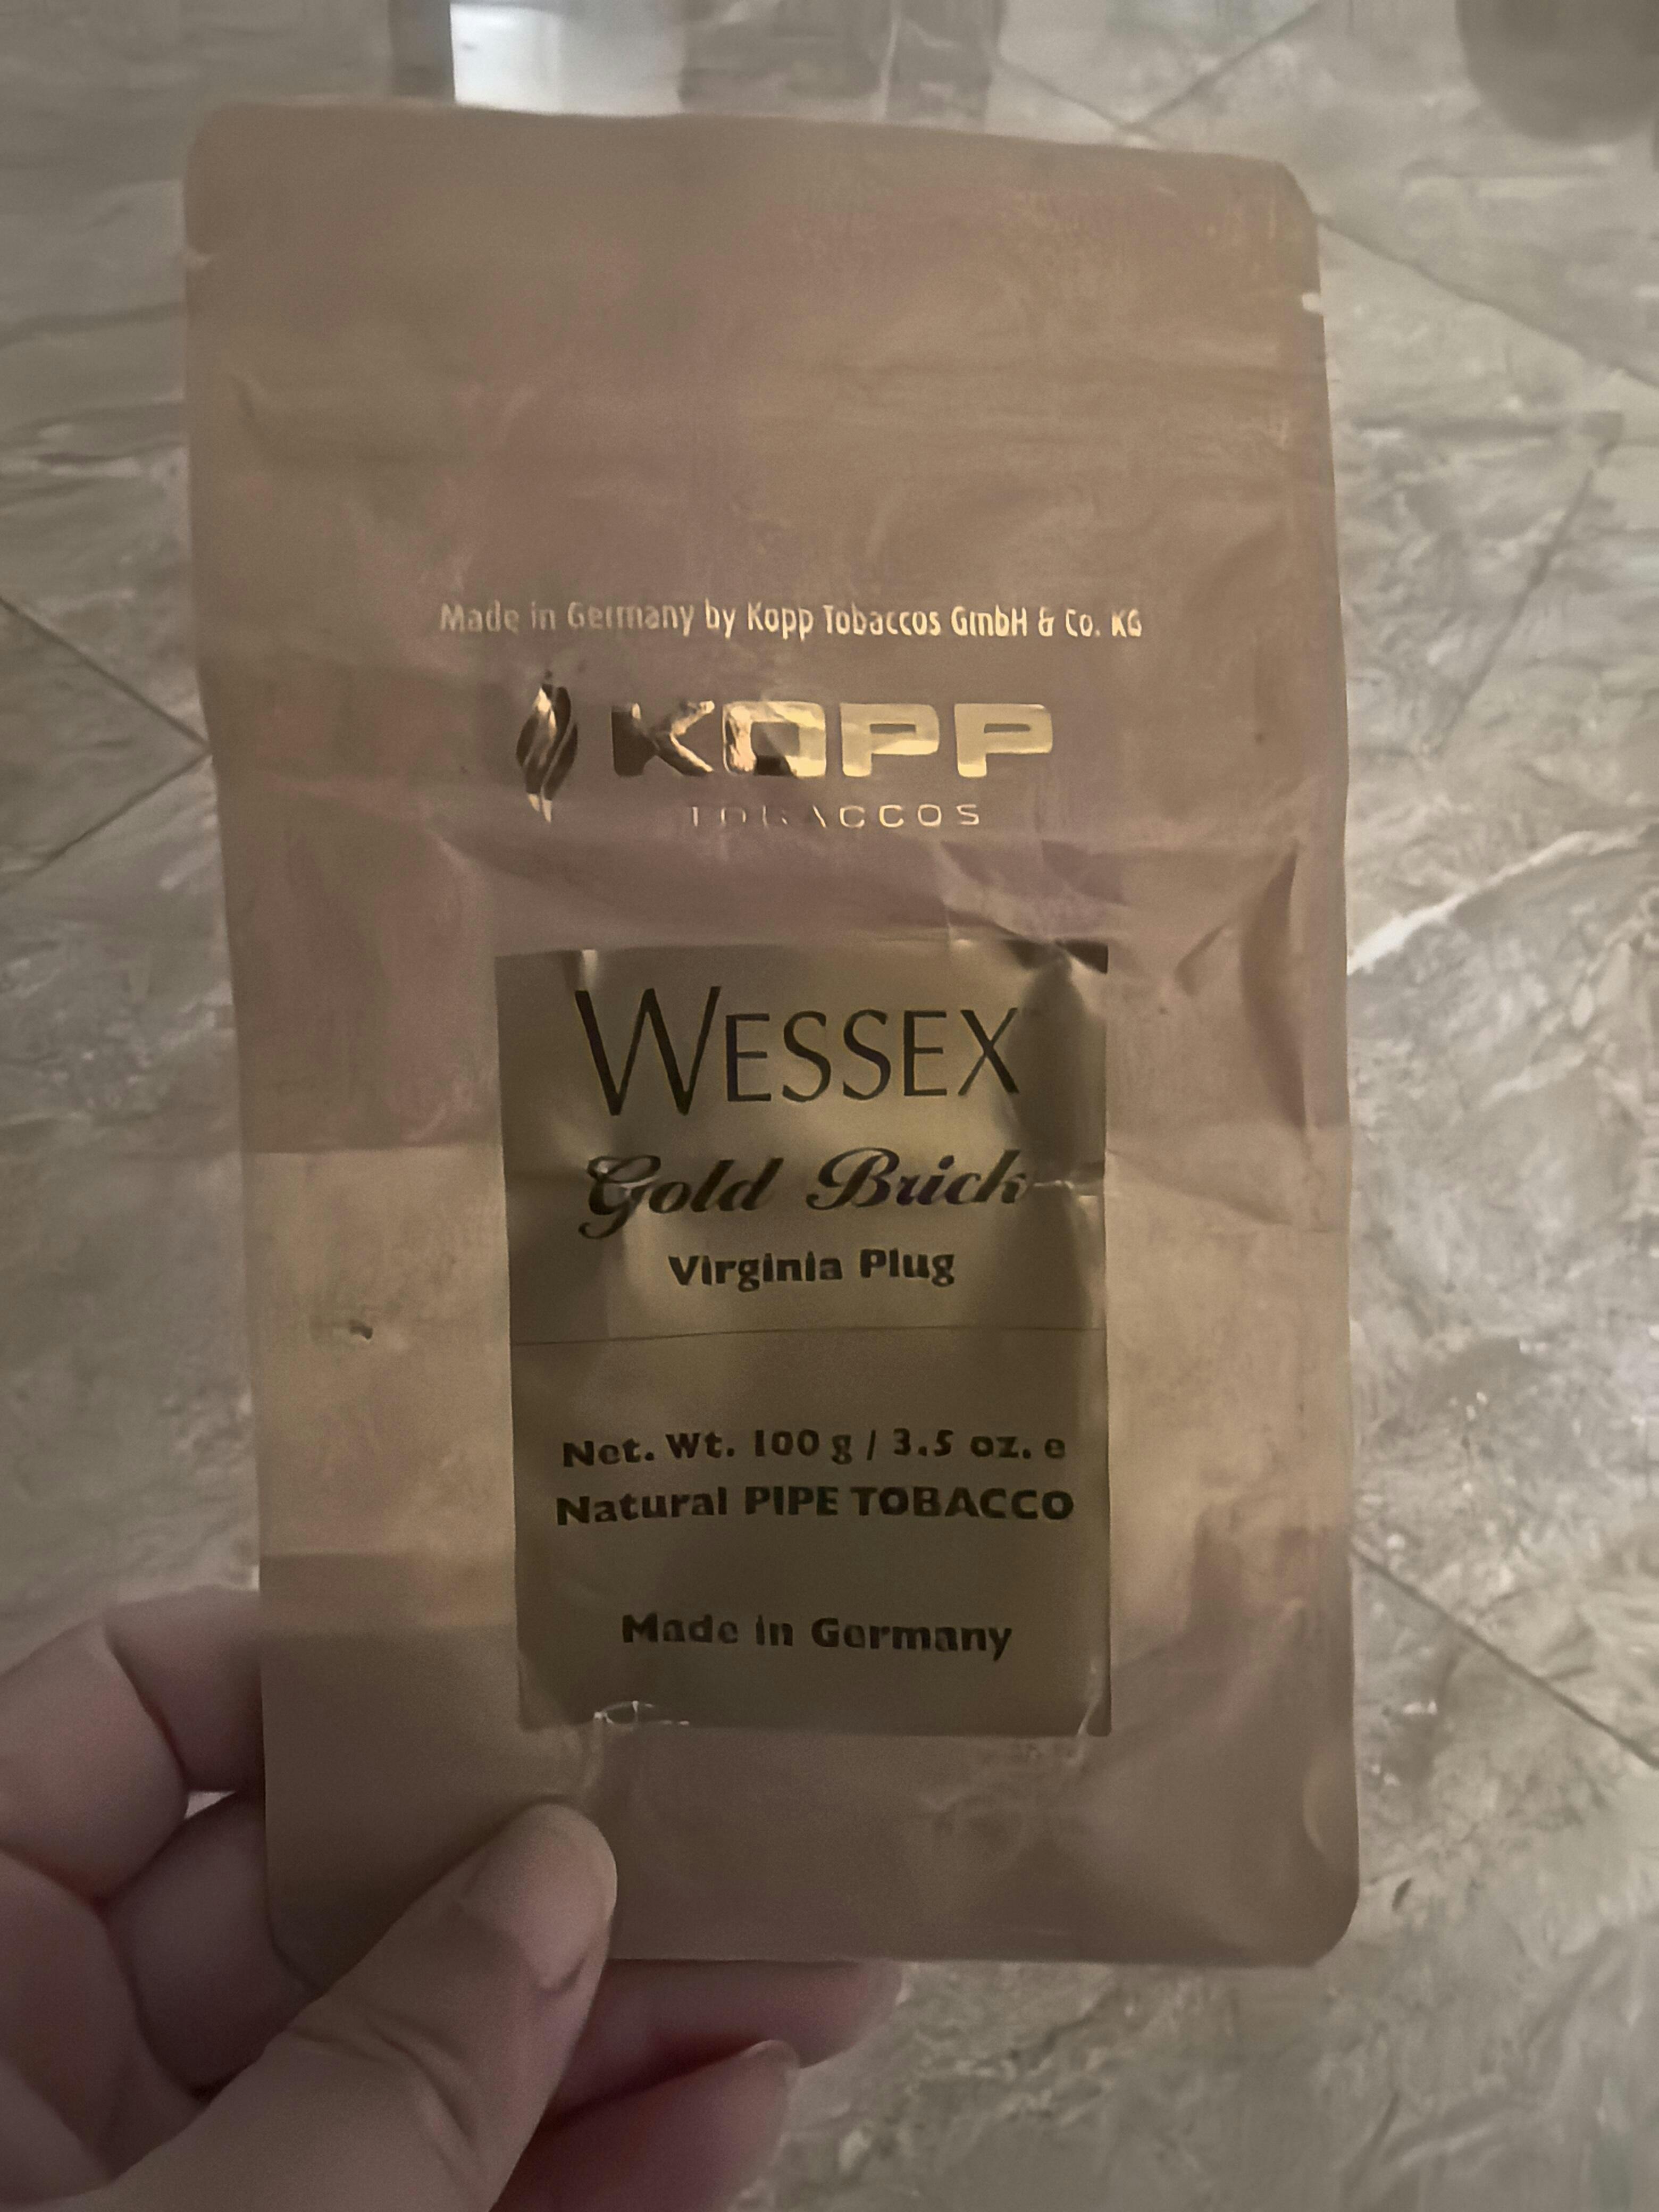 Made in Germany by Kopp Tobaccos GmbH & Co. KG
KOPP
TOBACCOS
WESSEX
Gold Brick
Virginia Plug
Net. Wt. 100 g / 3.5 oz. e
Natural PIPE TOBACCO
Made in Germany